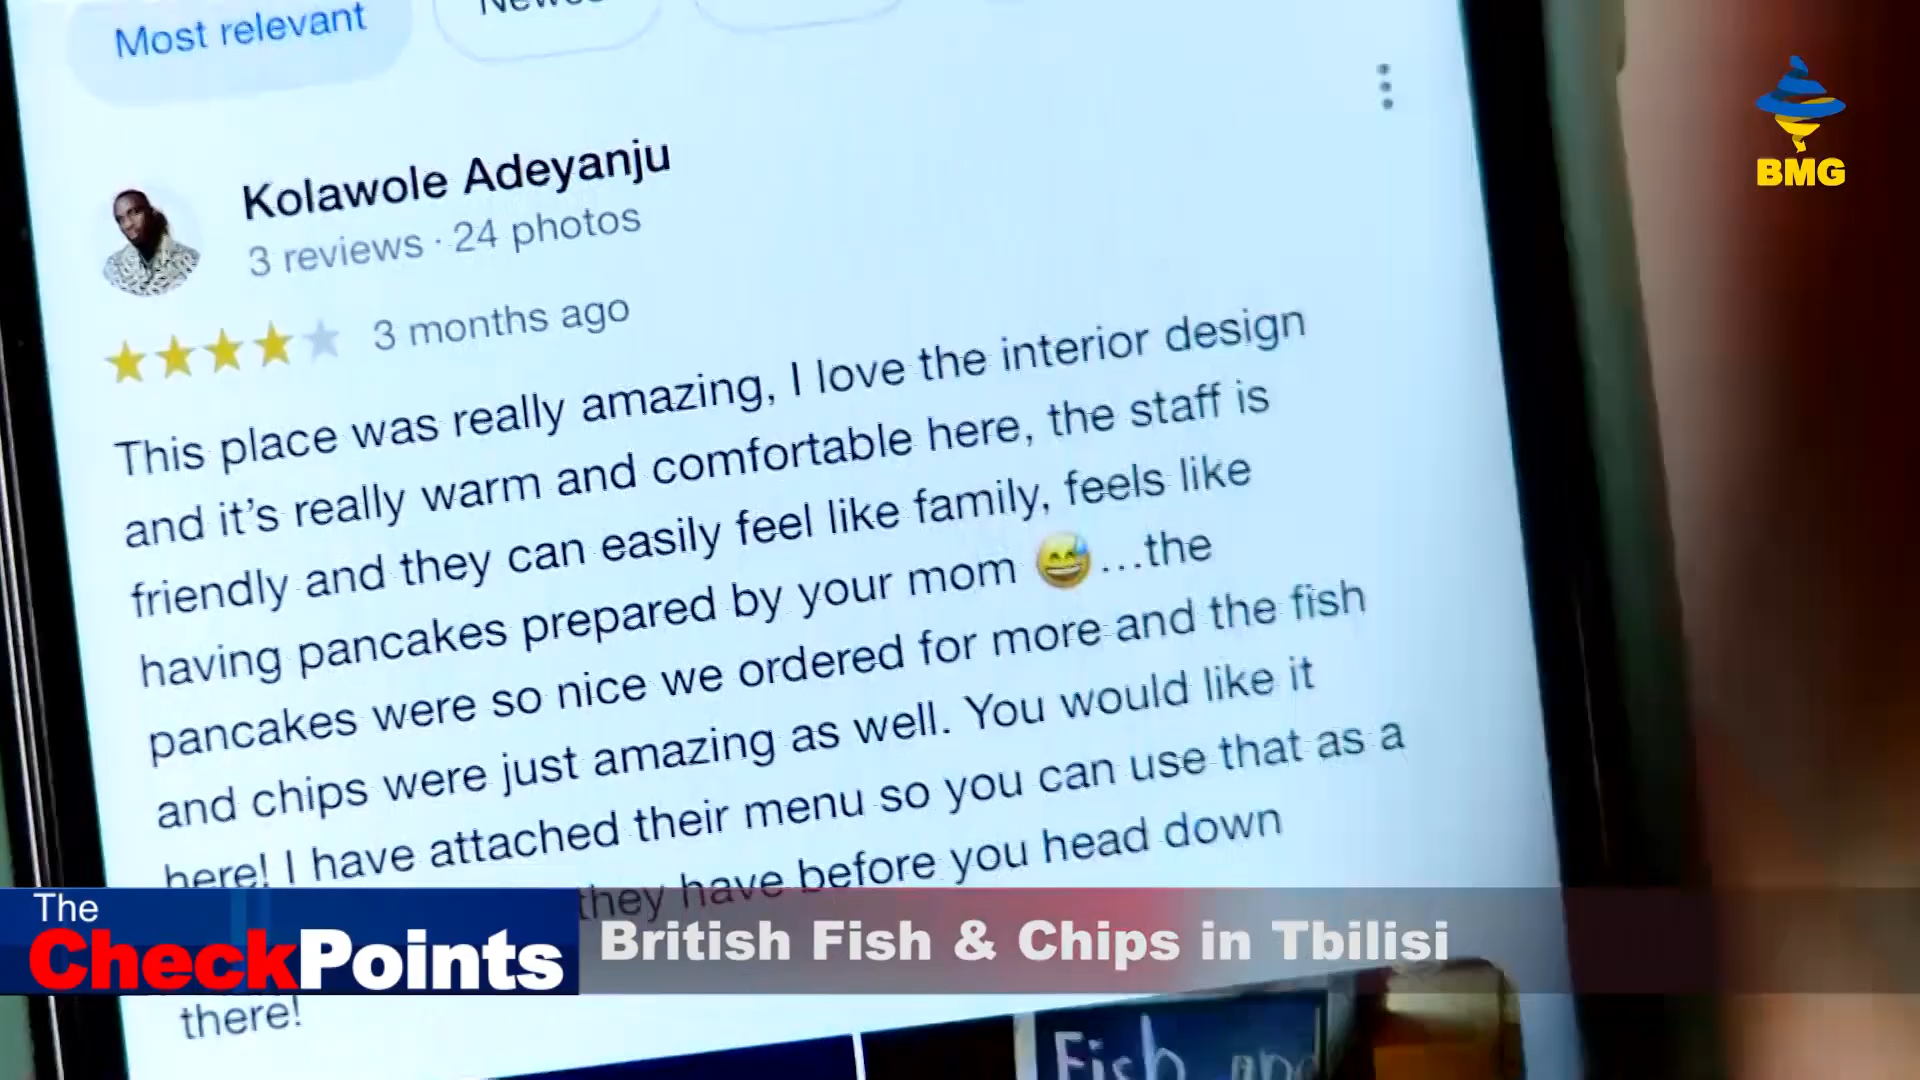 Most relevant
BMG
Kolawole Adeyanju
3 reviews · 24 photos
3 months ago
This place was really amazing, I love the interior design
and it's really warm and comfortable here, the staff is
friendly and they can easily feel like family, feels like
having pancakes prepared by your mom 😅...the
pancakes were so nice we ordered for more and the fish
and chips were just amazing as well. You would like it
here! I have attached their menu so you can use that as a
they have before you head down
there!
The
CheckPoints
British Fish & Chips in Tbilisi
Fish and